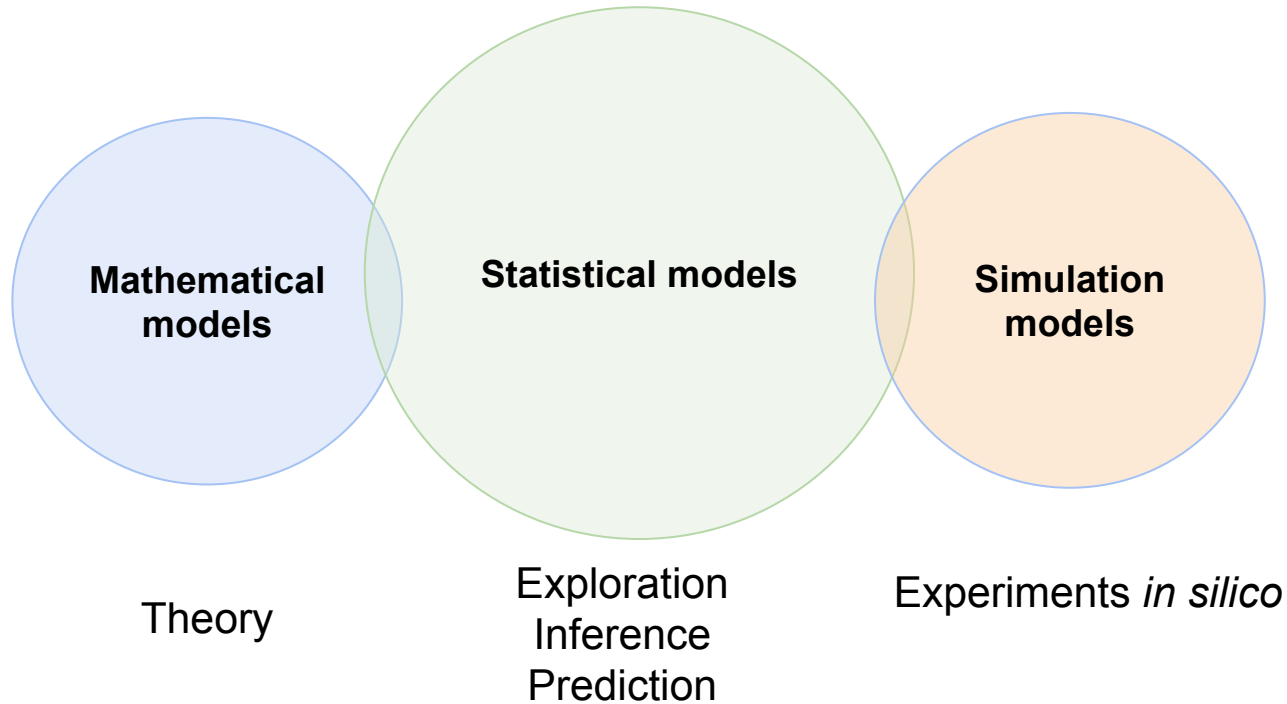 Mathematical
models
Statistical models
Simulation
models
Theory
Exploration
Inference
Prediction
Experiments in silico